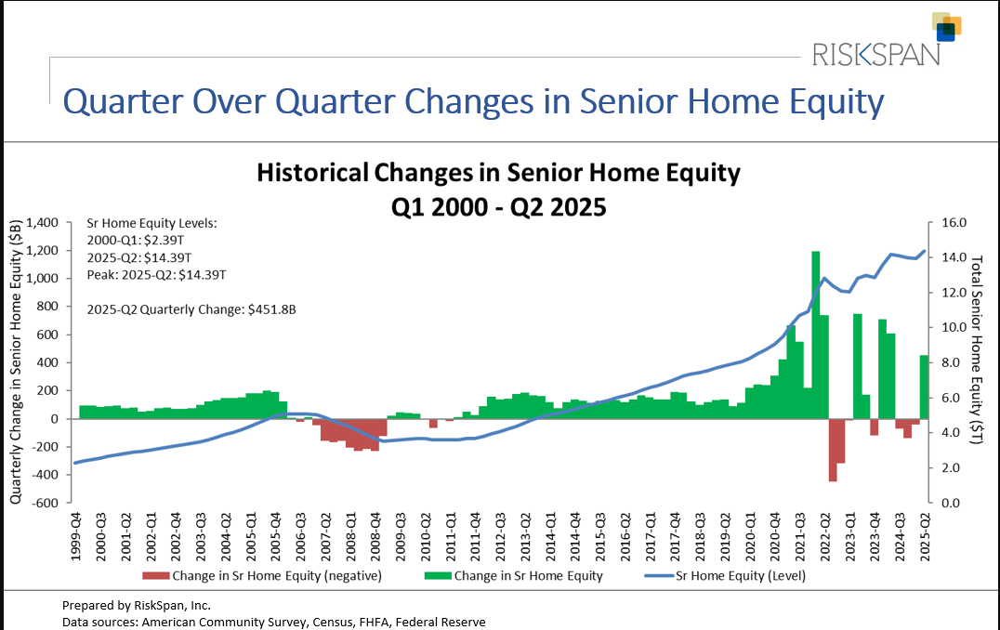 RISKSPAN
Quarter Over Quarter Changes in Senior Home Equity
Historical Changes in Senior Home Equity
Q1 2000 - Q2 2025
Sr Home Equity Levels:
2000-Q1: $2.39T
2025-Q2: $14.39T
Peak: 2025-Q2: $14.39T
2025-Q2 Quarterly Change: $451.8B
Quarterly Change in Senior Home Equity ($B)
1,400
1,200
1,000
800
600
400
200
0
-200
-400
-600
16.0
14.0
12.0
10.0
8.0
6.0
4.0
2.0
0.0
Total Senior Home Equity ($T)
1999-Q4
2000-Q3
2001-Q2
2002-Q1
2002-Q4
2003-Q3
2004-Q2
2005-Q1
2005-Q4
2006-Q3
2007-Q2
2008-Q1
2008-Q4
2009-Q3
2010-Q2
2011-Q1
2011-Q4
2012-Q3
2013-Q2
2014-Q1
2014-Q4
2015-Q3
2016-Q2
2017-Q1
2017-Q4
2018-Q3
2019-Q2
2020-Q1
2020-Q4
2021-Q3
2022-Q2
2023-Q1
2023-Q4
2024-Q3
2025-Q2
Change in Sr Home Equity (negative)
Change in Sr Home Equity
Sr Home Equity (Level)
Prepared by RiskSpan, Inc.
Data sources: American Community Survey, Census, FHFA, Federal Reserve